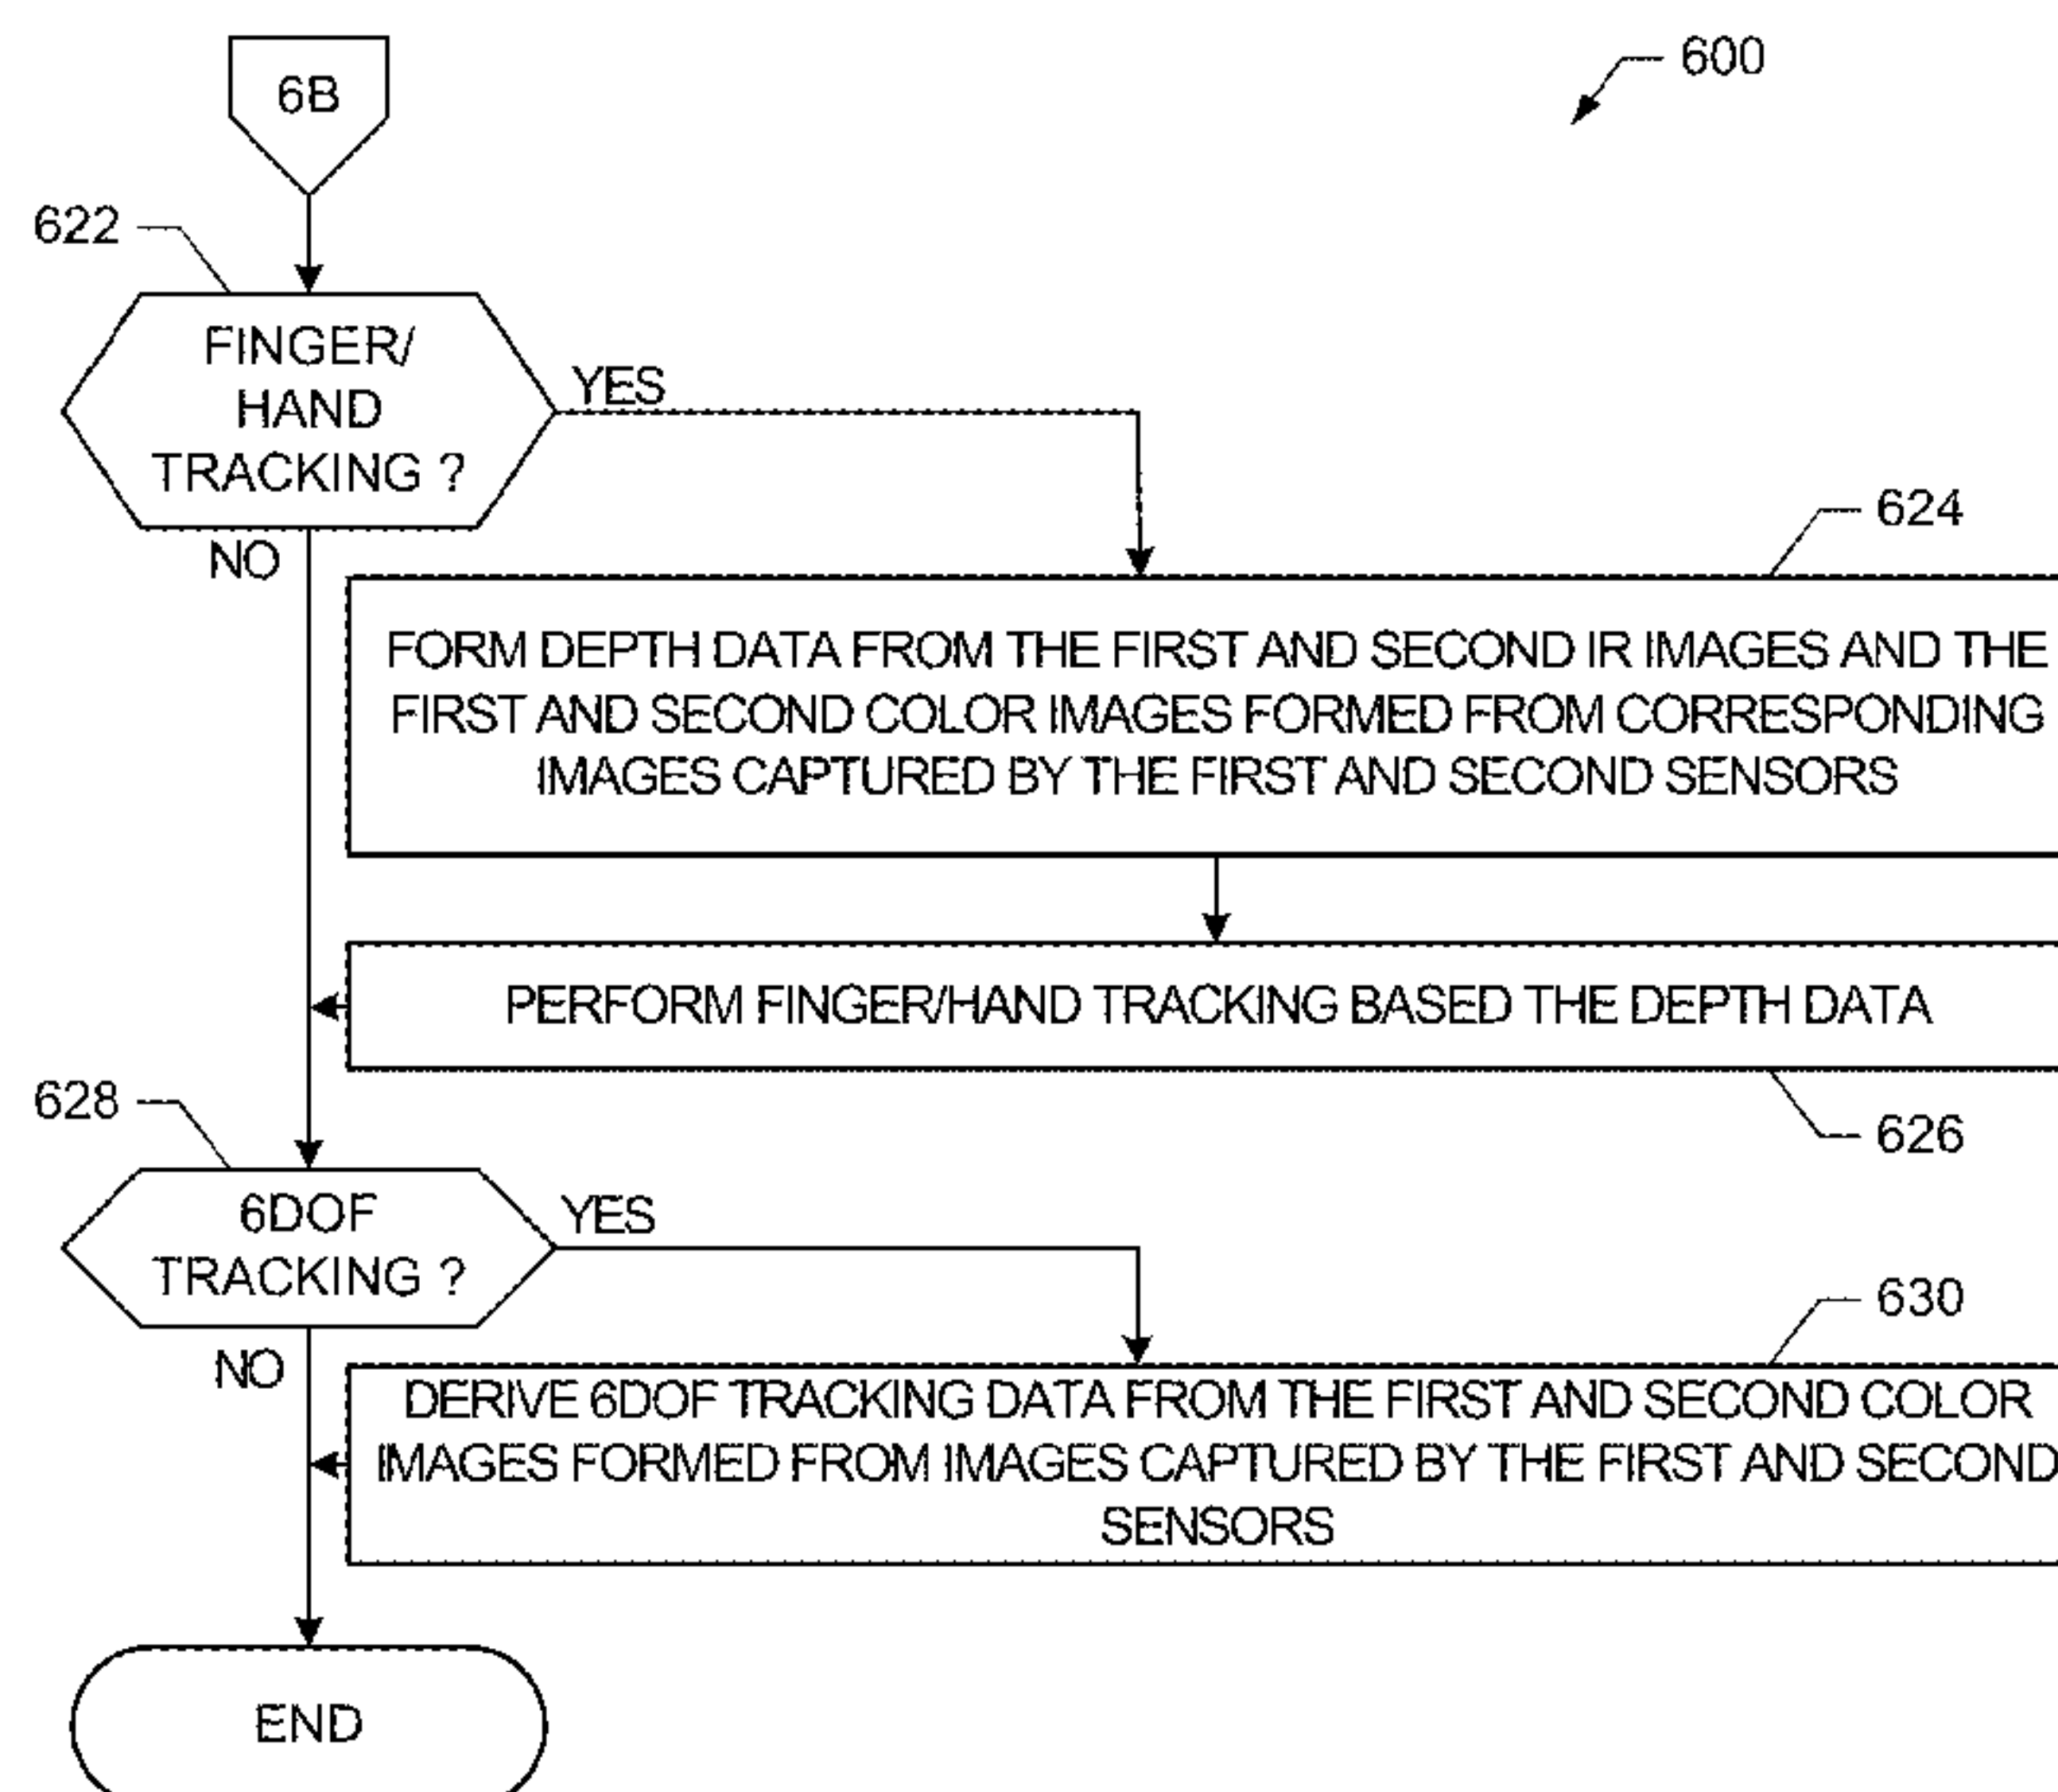 600
6B
622
FINGER/
HAND
TRACKING ?
YES
NO
624
FORM DEPTH DATA FROM THE FIRST AND SECOND IR IMAGES AND THE
FIRST AND SECOND COLOR IMAGES FORMED FROM CORRESPONDING
IMAGES CAPTURED BY THE FIRST AND SECOND SENSORS
PERFORM FINGER/HAND TRACKING BASED THE DEPTH DATA
626
628
6DOF
TRACKING ?
YES
NO
630
DERIVE 6DOF TRACKING DATA FROM THE FIRST AND SECOND COLOR
IMAGES FORMED FROM IMAGES CAPTURED BY THE FIRST AND SECOND
SENSORS
END